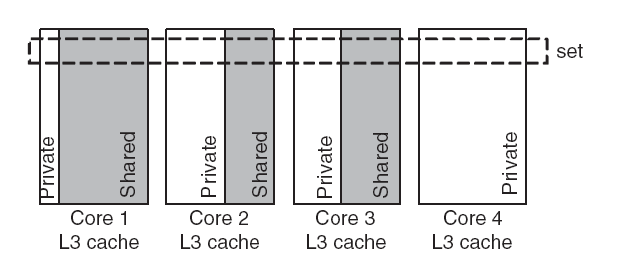 set
Private
Shared
Private
Shared
Private
Shared
Private
Core 1
L3 cache
Core 2
L3 cache
Core 3
L3 cache
Core 4
L3 cache